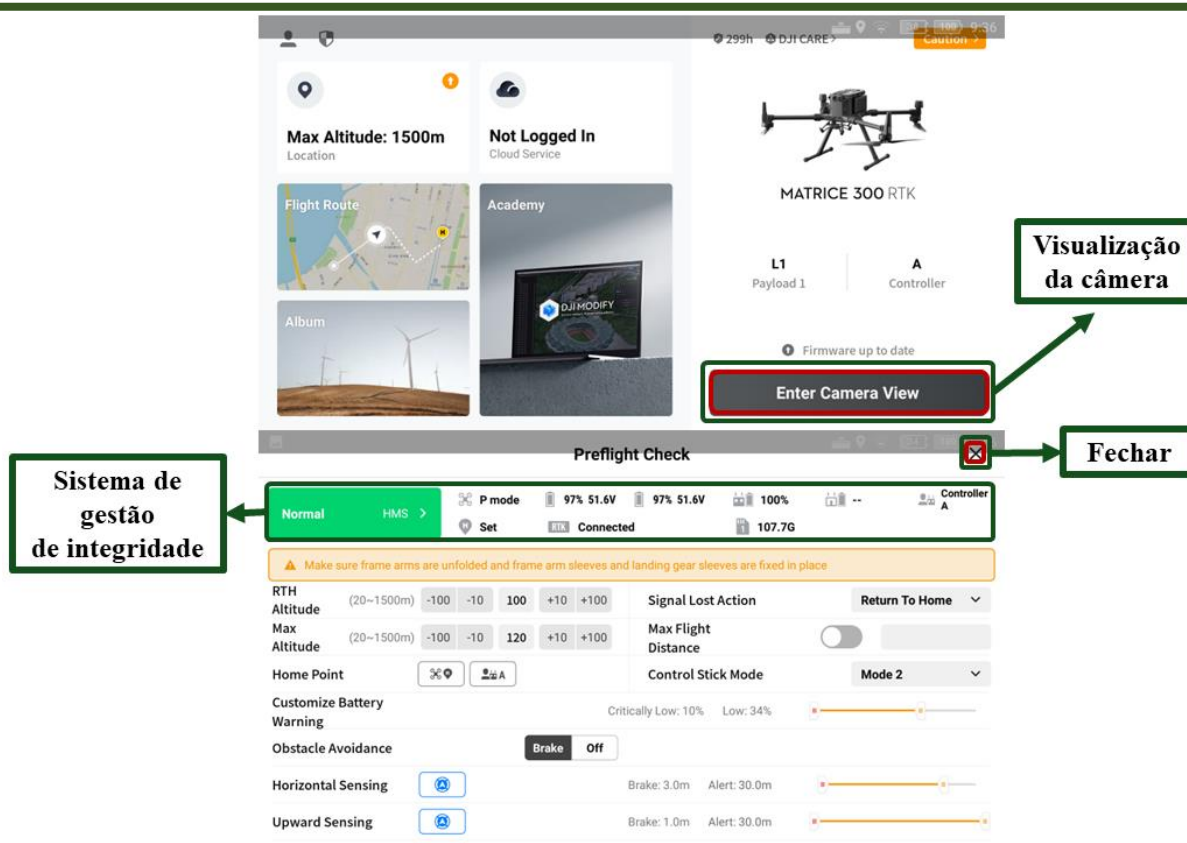 299h DJI CARE >
100 9:36
Caution >
Max Altitude: 1500m
Location
Not Logged In
Cloud Service
MATRICE 300 RTK
Flight Route
H
Academy
DJI MODIFY
L1
Payload 1
A
Controller
Visualização
da câmera
Album
Firmware up to date
Enter Camera View
Preflight Check
Fechar
Sistema de
gestão
de integridade
Normal HMS >
P mode 97% 51.6V 97% 51.6V 100% -- Controller
A
H Set RTK Connected 1 107.7G
Make sure frame arms are unfolded and frame arm sleeves and landing gear sleeves are fixed in place
RTH
Altitude (20~1500m) -100 -10 100 +10 +100 Signal Lost Action Return To Home
Max
Altitude (20~1500m) -100 -10 120 +10 +100 Max Flight
Distance
Home Point A Control Stick Mode Mode 2
Customize Battery
Warning Critically Low: 10% Low: 34%
Obstacle Avoidance Brake Off
Horizontal Sensing Brake: 3.0m Alert: 30.0m
Upward Sensing Brake: 1.0m Alert: 30.0m